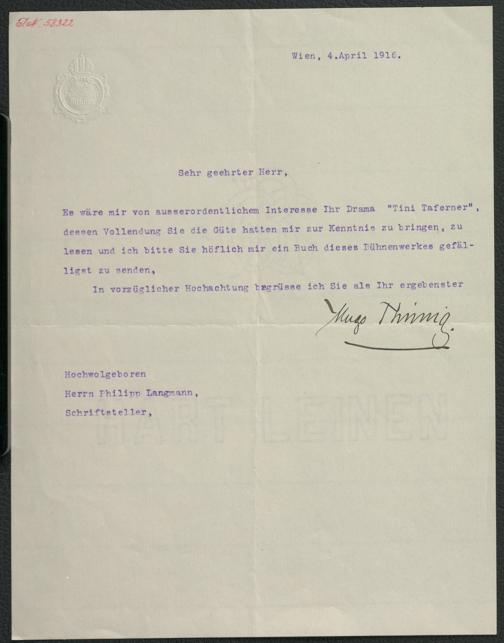 Wien, 4.April 1916.
Sehr geehrter Herr,
Es wäre mir von ausserordentlichem Interesse Ihr Drama "Tini Taferner",
dessen Vollendung Sie die Güte hatten mir zur Kenntnis zu bringen, zu
lesen und ich bitte Sie höflich mir ein Buch dieses Bühnenwerkes gefäl-
ligst zu senden,
In vorzüglicher Hochachtung begrüsse ich Sie als Ihr ergebenster
Hugo Thimig.
Hochwolgeboren
Herrn Philipp Langmann,
Schriftsteller,
HART LEINEN